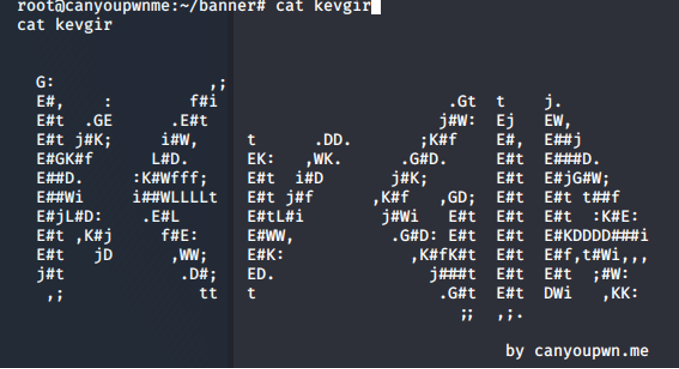 root@canyoupwnme:~/banner# cat kevgir
cat kevgir
  G:                     ,;
  E#,    :         f#i                              .Gt  t    j.
  E#t  .GE       .E#t                              j#W:  Ej   EW,
  E#t j#K;      i#W,      t       .DD.       ;K#f    E#, E##j
  E#GK#f       L#D.       EK:   ,WK.      .G#D.     E#t  E###D.
  E##D.      :K#Wfff;     E#t  i#D       j#K;       E#t  E#jG#W;
  E##Wi      i##WLLLLt    E#t j#f      ,K#f   ,GD;  E#t  E#t t##f
  E#jL#D:     .E#L        E#tL#i        j#Wi   E#t  E#t  E#t  :K#E:
  E#t ,K#j      f#E:      E#WW,          .G#D: E#t  E#t  E#KDDDD###i
  E#t   jD       ,WW;     E#K:             ,K#fK#t  E#t  E#f,t#Wi,,,
  j#t             .D#;    ED.                j###t  E#t  E#t  ;#W:
   ,;               tt    t                   .G#t  E#t  DWi   ,KK:
                                                ;;  ,;.
by canyoupwn.me